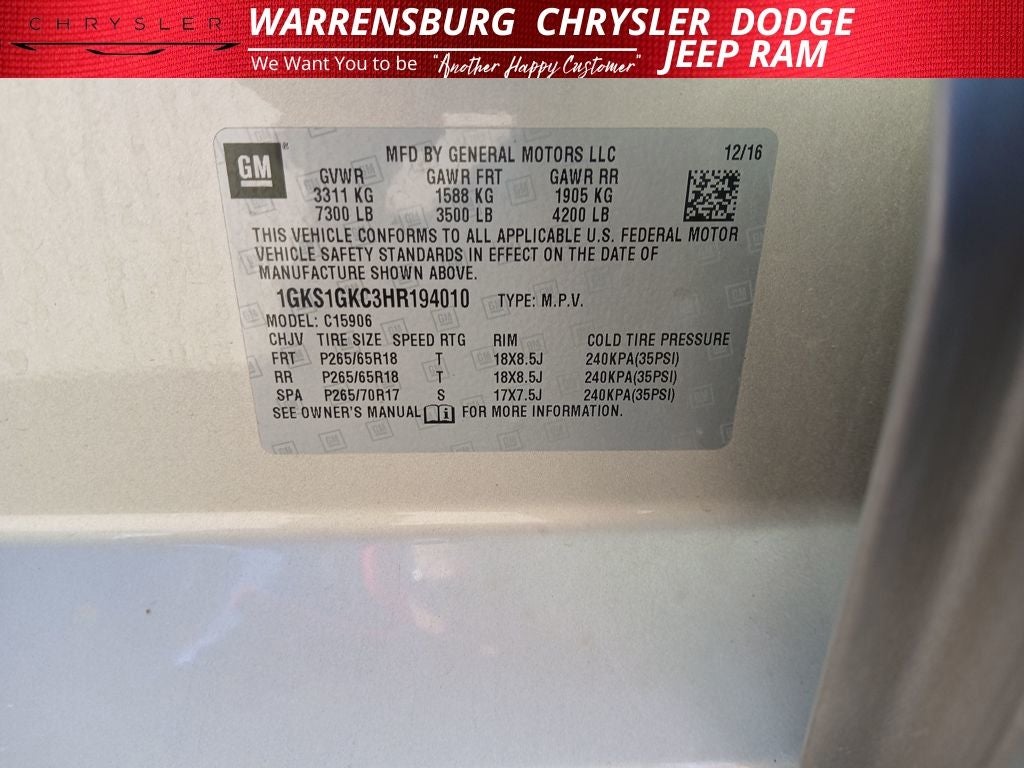 CHRYSLER
WARRENSBURG CHRYSLER DODGE
JEEP RAM
We Want You to be "Another Happy Customer"
GM®
MFD BY GENERAL MOTORS LLC 12/16
GVWR GAWR FRT GAWR RR
3311 KG 1588 KG 1905 KG
7300 LB 3500 LB 4200 LB
THIS VEHICLE CONFORMS TO ALL APPLICABLE U.S. FEDERAL MOTOR
VEHICLE SAFETY STANDARDS IN EFFECT ON THE DATE OF
MANUFACTURE SHOWN ABOVE.
1GKS1GKC3HR194010 TYPE: M.P.V.
MODEL: C15906
CHJV TIRE SIZE SPEED RTG RIM COLD TIRE PRESSURE
FRT P265/65R18 T 18X8.5J 240KPA(35PSI)
RR P265/65R18 T 18X8.5J 240KPA(35PSI)
SPA P265/70R17 S 17X7.5J 240KPA(35PSI)
SEE OWNER'S MANUAL i FOR MORE INFORMATION.